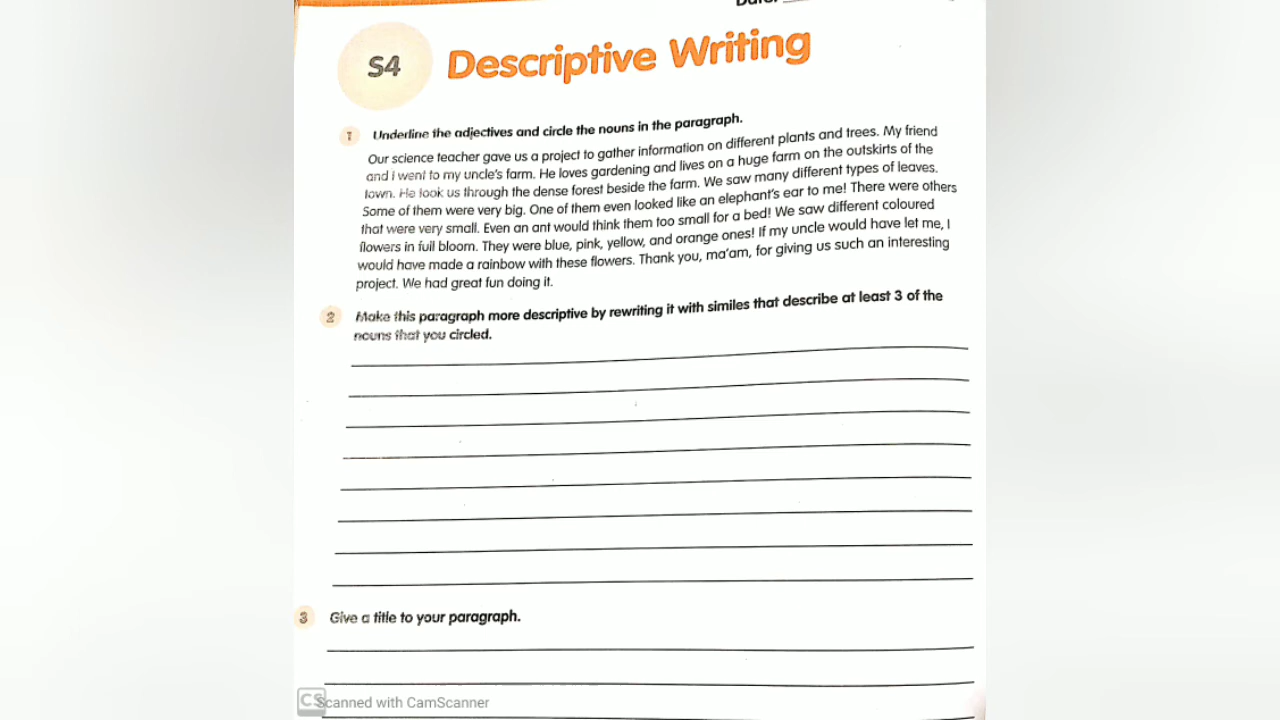 S4
Descriptive Writing
1 Underline the adjectives and circle the nouns in the paragraph.
Our science teacher gave us a project to gather information on different plants and trees. My friend
and I went to my uncle's farm. He loves gardening and lives on a huge farm on the outskirts of the
town. He took us through the dense forest beside the farm. We saw many different types of leaves.
Some of them were very big. One of them even looked like an elephant's ear to me! There were others
that were very small. Even an ant would think them too small for a bed! We saw different coloured
flowers in full bloom. They were blue, pink, yellow, and orange ones! If my uncle would have let me, I
would have made a rainbow with these flowers. Thank you, ma'am, for giving us such an interesting
project. We had great fun doing it.
2 Make this paragraph more descriptive by rewriting it with similes that describe at least 3 of the
nouns that you circled.
3 Give a title to your paragraph.
CS Scanned with CamScanner